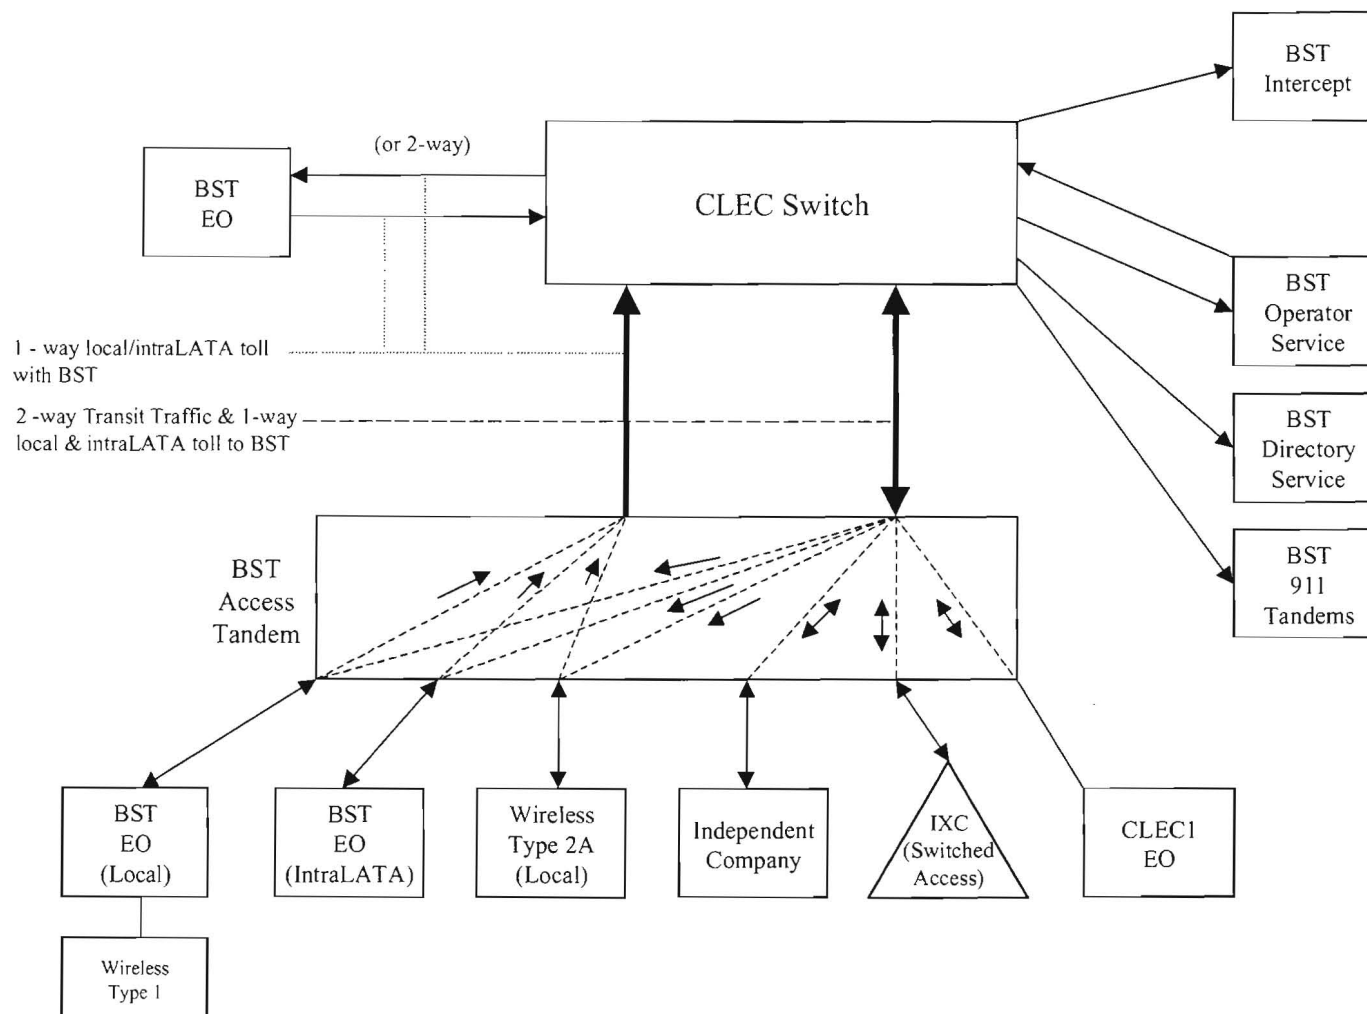 BST
Intercept
(or 2-way)
BST
EO
CLEC Switch
BST
Operator
Service
1 - way local/intraLATA toll
with BST
2 -way Transit Traffic & 1-way
local & intraLATA toll to BST
BST
Directory
Service
BST
911
Tandems
BST
Access
Tandem
BST
EO
(Local)
BST
EO
(IntraLATA)
Wireless
Type 2A
(Local)
Independent
Company
IXC
(Switched
Access)
CLEC1
EO
Wireless
Type 1